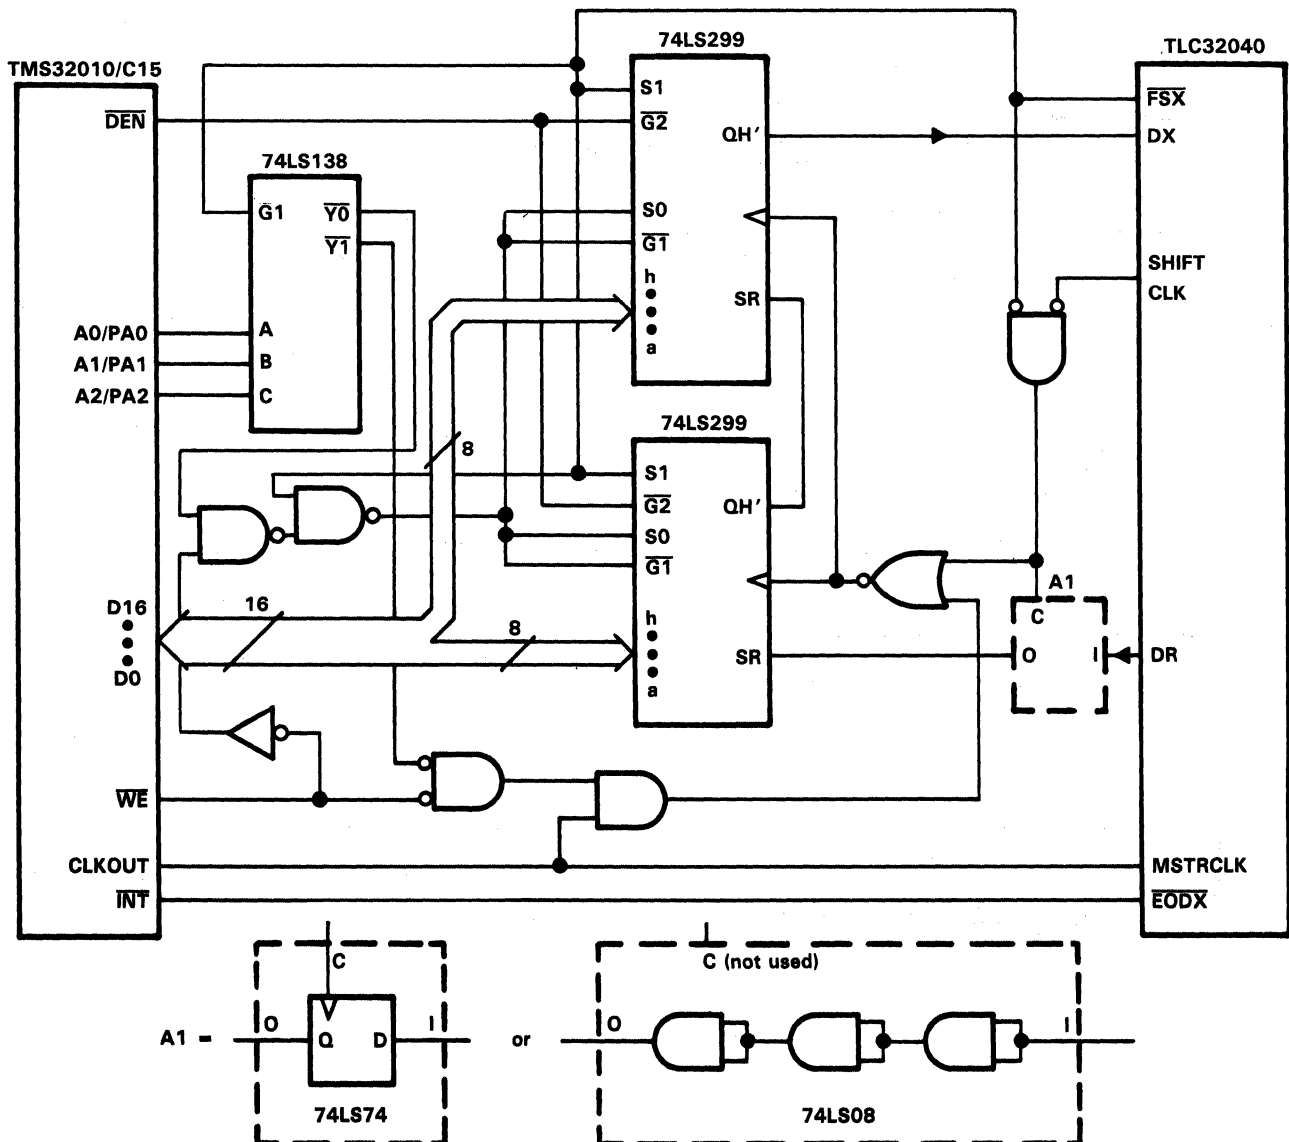 74LS299
TMS32010/C15
TLC32040
S1
FSX
DEN
G2
QH'
DX
74LS138
G1
Y0
S0
Y1
G1
SHIFT
CLK
h
SR
A0/PA0
A
a
A1/PA1
B
A2/PA2
C
74LS299
8
S1
G2
QH'
S0
G1
A1
C
D16
16
8
h
SR
O
I
DR
D0
a
WE
CLKOUT
MSTRCLK
INT
EODX
C
C (not used)
O
I
O
I
A1 =
Q
D
or
74LS74
74LS08